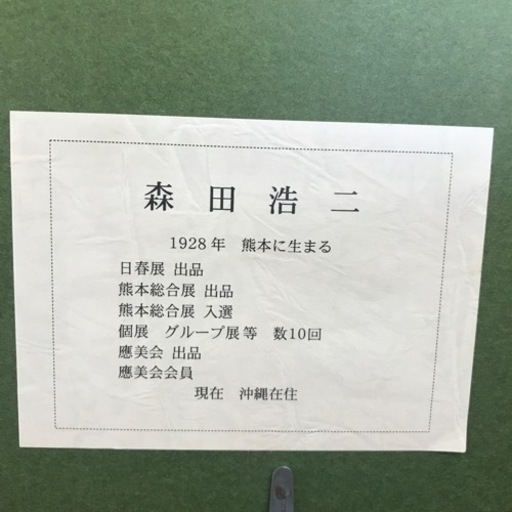 森田浩二
1928年 熊本に生まる
日春展 出品
熊本総合展 出品
熊本総合展 入選
個展 グループ展等 数10回
應美会 出品
應美会会員
現在 沖縄在住